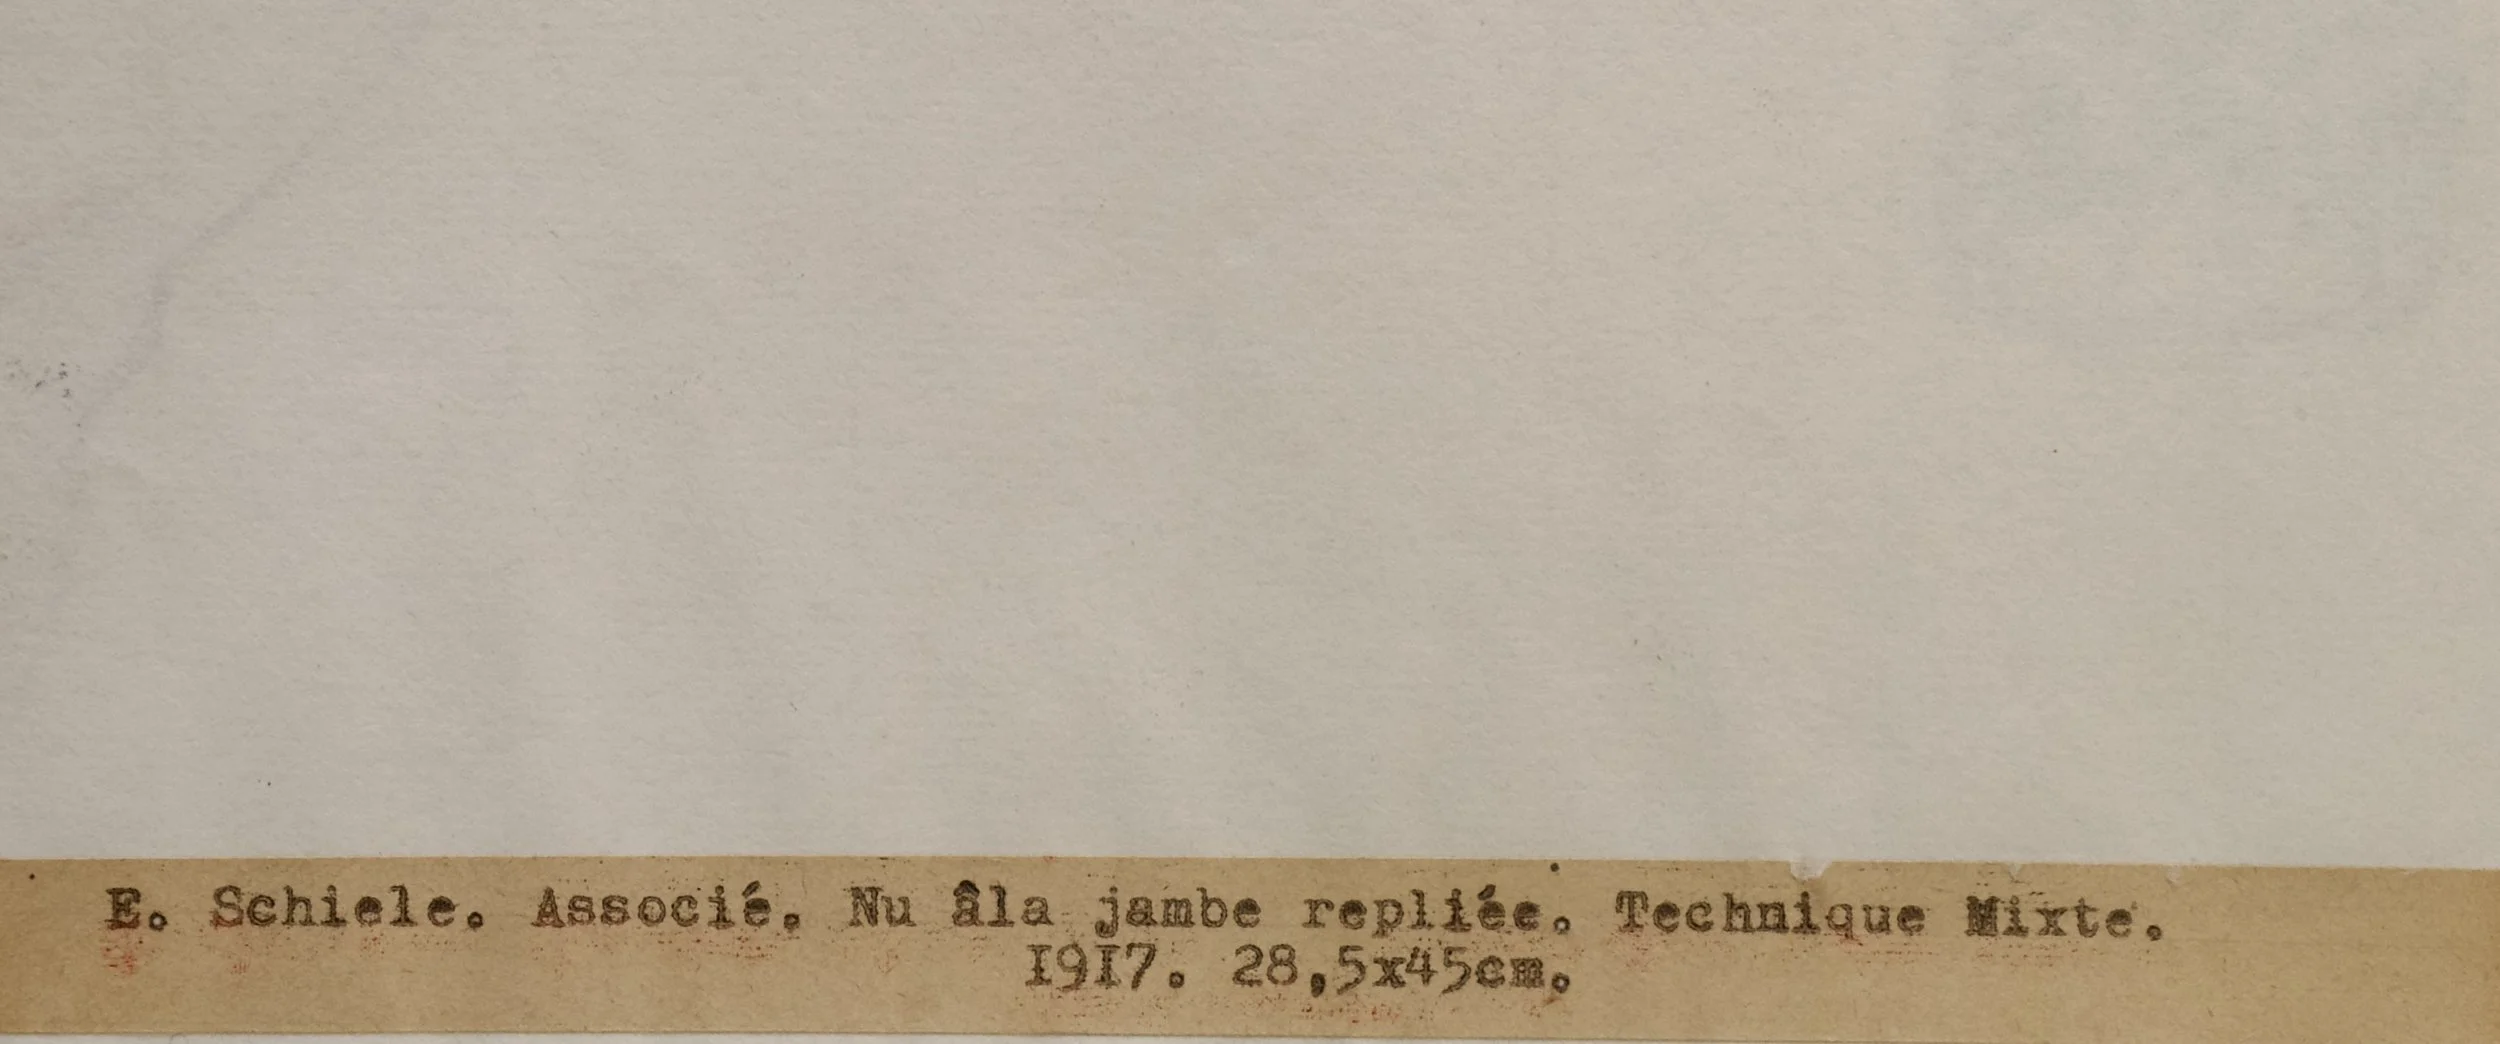 E. Schiele. Associé. Nu âla jambe repliée. Technique Mixte.
I9I7. 28,5x45cm.